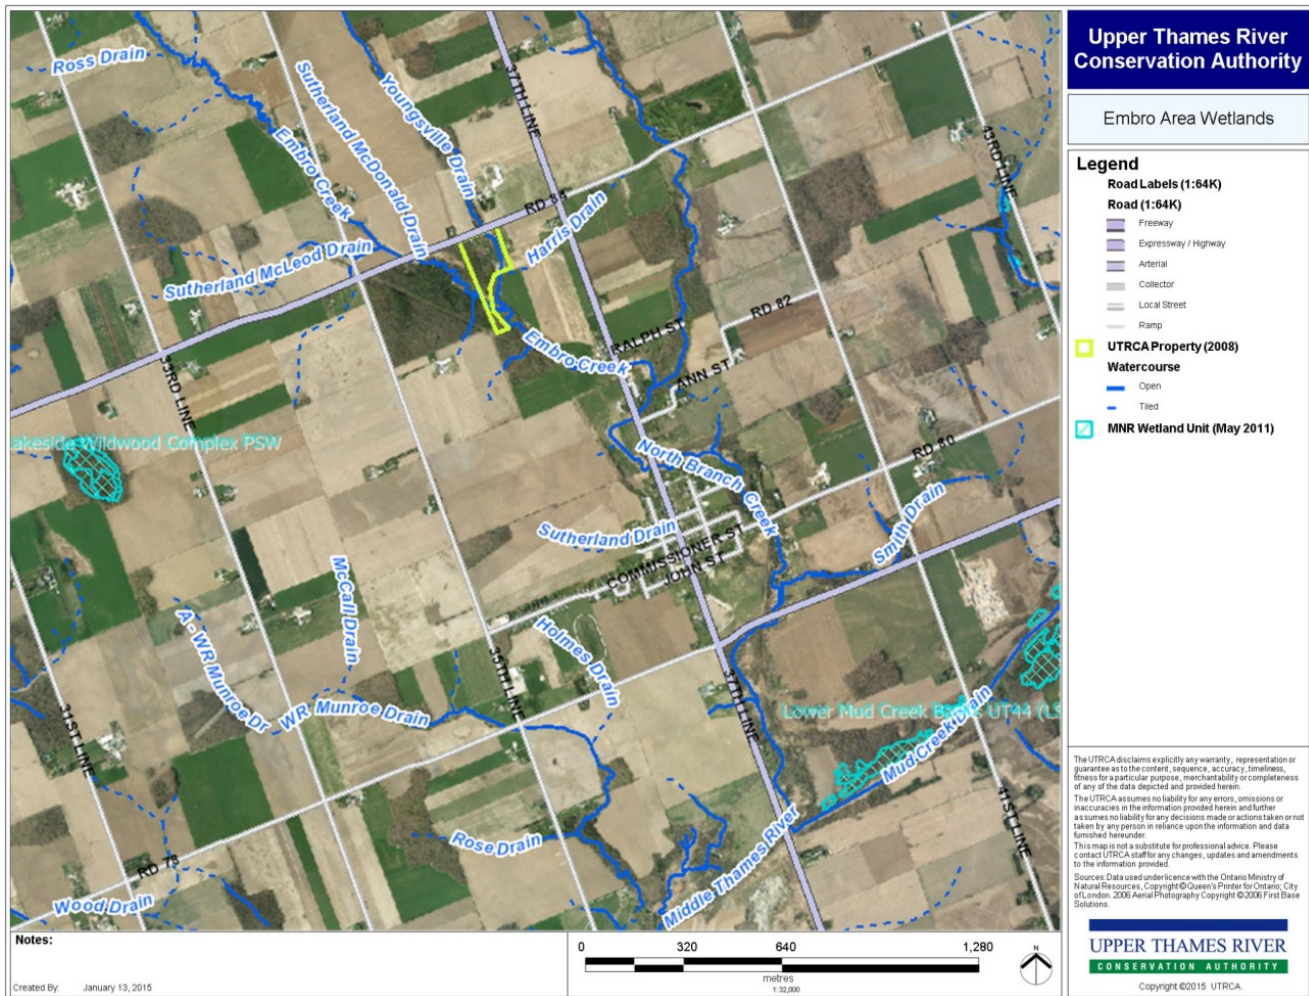 Upper Thames River
Conservation Authority
Embro Area Wetlands
Legend
Road Labels (1:64K)
Road (1:64K)
Freeway
Expressway / Highway
Arterial
Collector
Local Street
Ramp
UTRCA Property (2008)
Watercourse
Open
Tiled
MNR Wetland Unit (May 2011)
Ross Drain
Sutherland McDonald Drain
Youngsville Drain
37TH LINE
43RD LINE
Embro Creek
RD 84
Harris Drain
Sutherland McLeod Drain
RD 82
RALPH ST
Embro Creek
ANN ST
33RD LINE
akeside Wildwood Complex PSW
North Branch Creek
RD 80
Smith Drain
Sutherland Drain
COMMISSIONER ST
JOHN ST
McCall Drain
A - WR Munroe Dr
Holmes Drain
35TH LINE
WR Munroe Drain
31ST LINE
37TH LINE
Lower Mud Creek UT44 (LS
Mud Creek Drain
41ST LINE
Rose Drain
RD 78
Middle Thames River
Wood Drain
The UTRCA disclaims explicitly any warranty, representation or
guarantee as to the content, sequence, accuracy, timeliness,
fitness for a particular purpose, merchantability or completeness
of any of the data depicted and provided herein.
The UTRCA assumes no liability for any errors, omissions or
inaccuracies in the information provided herein and further
assumes no liability for any decisions made or actions taken or not
taken by any person in reliance upon the information and data
furnished hereunder.
This map is not a substitute for professional advice. Please
contact UTRCA staff for any changes, updates and amendments
to the information provided.
Sources: Data used under licence with the Ontario Ministry of
Natural Resources, Copyright © Queen's Printer for Ontario; City
of London. 2006 Aerial Photography Copyright © 2006 First Base
Solutions.
Notes:
Created By: January 13, 2015
0 320 640 1,280
metres
1:32,000
N
UPPER THAMES RIVER
CONSERVATION AUTHORITY
Copyright ©2015 UTRCA.